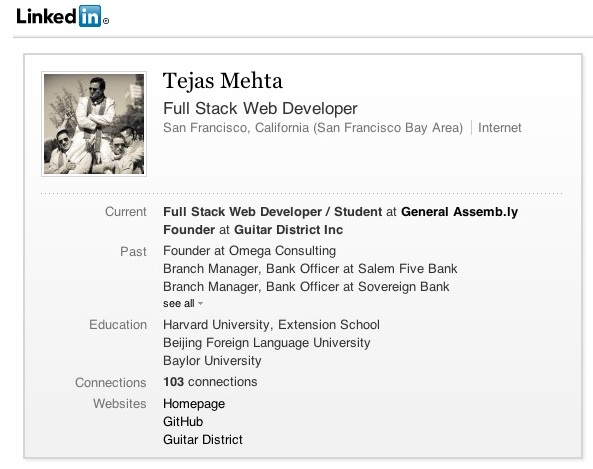 Linked in ®
Tejas Mehta
Full Stack Web Developer
San Francisco, California (San Francisco Bay Area) | Internet
Current Full Stack Web Developer / Student at General Assemb.ly
Founder at Guitar District Inc
Past Founder at Omega Consulting
Branch Manager, Bank Officer at Salem Five Bank
Branch Manager, Bank Officer at Sovereign Bank
see all
Education Harvard University, Extension School
Beijing Foreign Language University
Baylor University
Connections 103 connections
Websites Homepage
GitHub
Guitar District